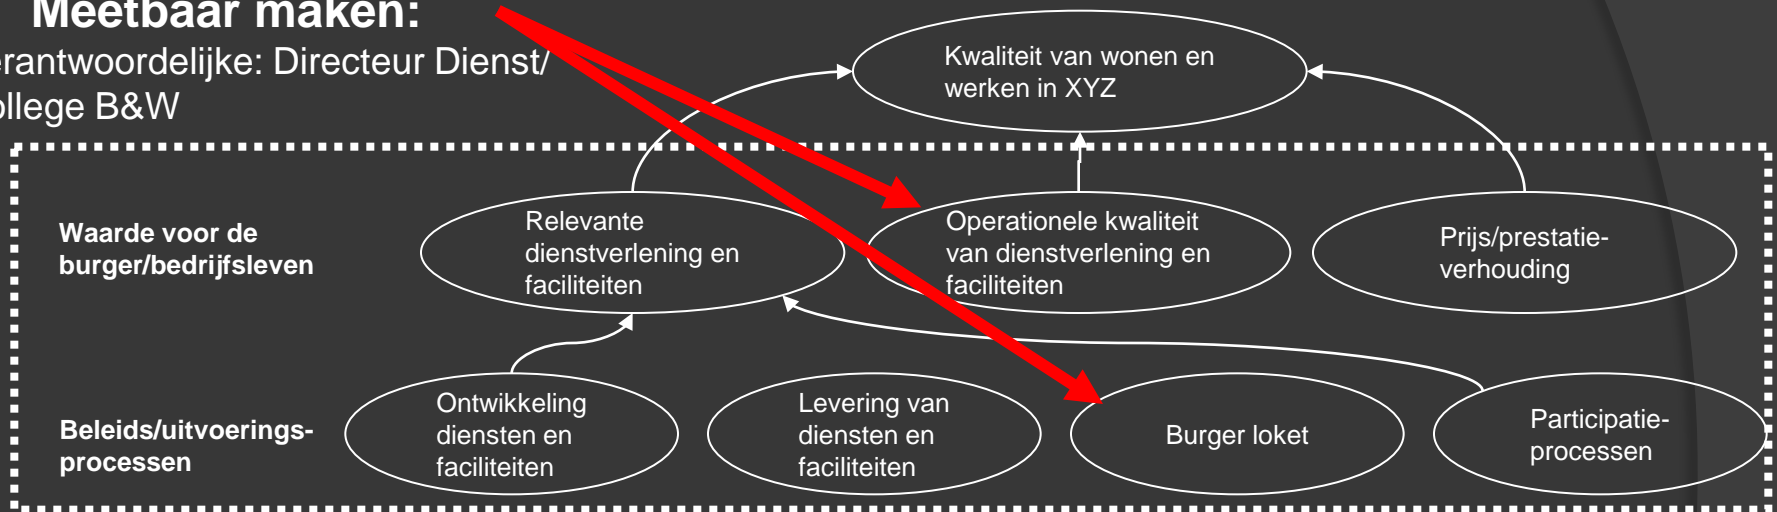 Meetbaar maken:
erantwoordelijke: Directeur Dienst/
ollege B&W
Kwaliteit van wonen en
werken in XYZ
Waarde voor de
burger/bedrijfsleven
Relevante
dienstverlening en
faciliteiten
Operationele kwaliteit
van dienstverlening en
faciliteiten
Prijs/prestatie-
verhouding
Beleids/uitvoerings-
processen
Ontwikkeling
diensten en
faciliteiten
Levering van
diensten en
faciliteiten
Burger loket
Participatie-
processen